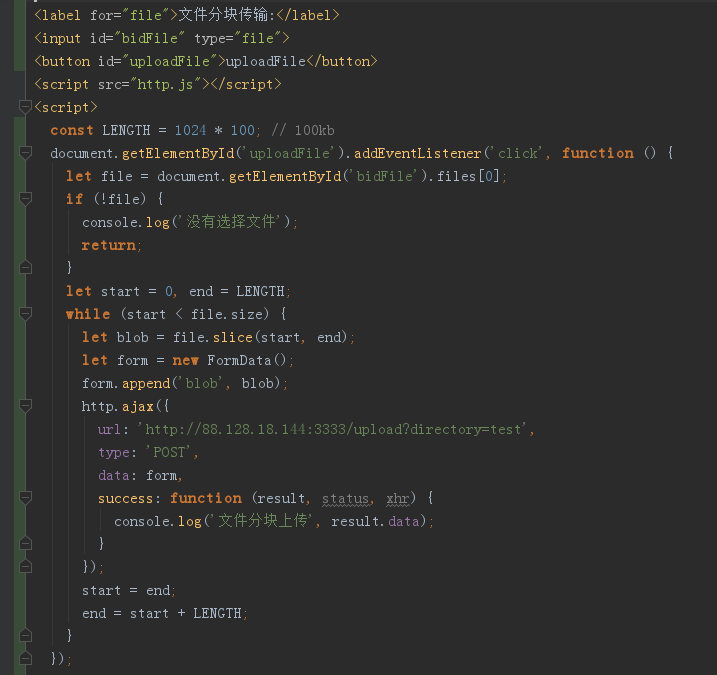 <label for="file">文件分块传输:</label>
<input id="bidFile" type="file">
<button id="uploadFile">uploadFile</button>
<script src="http.js"></script>
<script>
const LENGTH = 1024 * 100; // 100kb
document.getElementById('uploadFile').addEventListener('click', function () {
let file = document.getElementById('bidFile').files[0];
if (!file) {
console.log('没有选择文件');
return;
}
let start = 0, end = LENGTH;
while (start < file.size) {
let blob = file.slice(start, end);
let form = new FormData();
form.append('blob', blob);
http.ajax({
url: 'http://88.128.18.144:3333/upload?directory=test',
type: 'POST',
data: form,
success: function (result, status, xhr) {
console.log('文件分块上传', result.data);
}
});
start = end;
end = start + LENGTH;
}
});